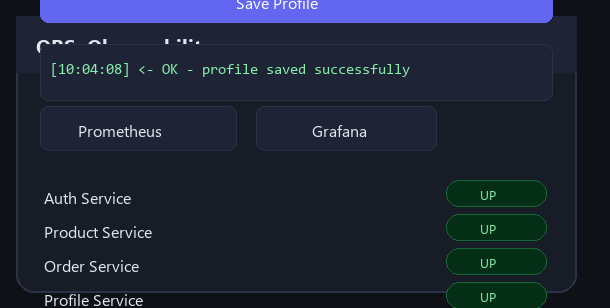 Save Profile
[10:04:08] <- OK - profile saved successfully
Prometheus
Grafana
Auth Service UP
Product Service UP
Order Service UP
Profile Service UP